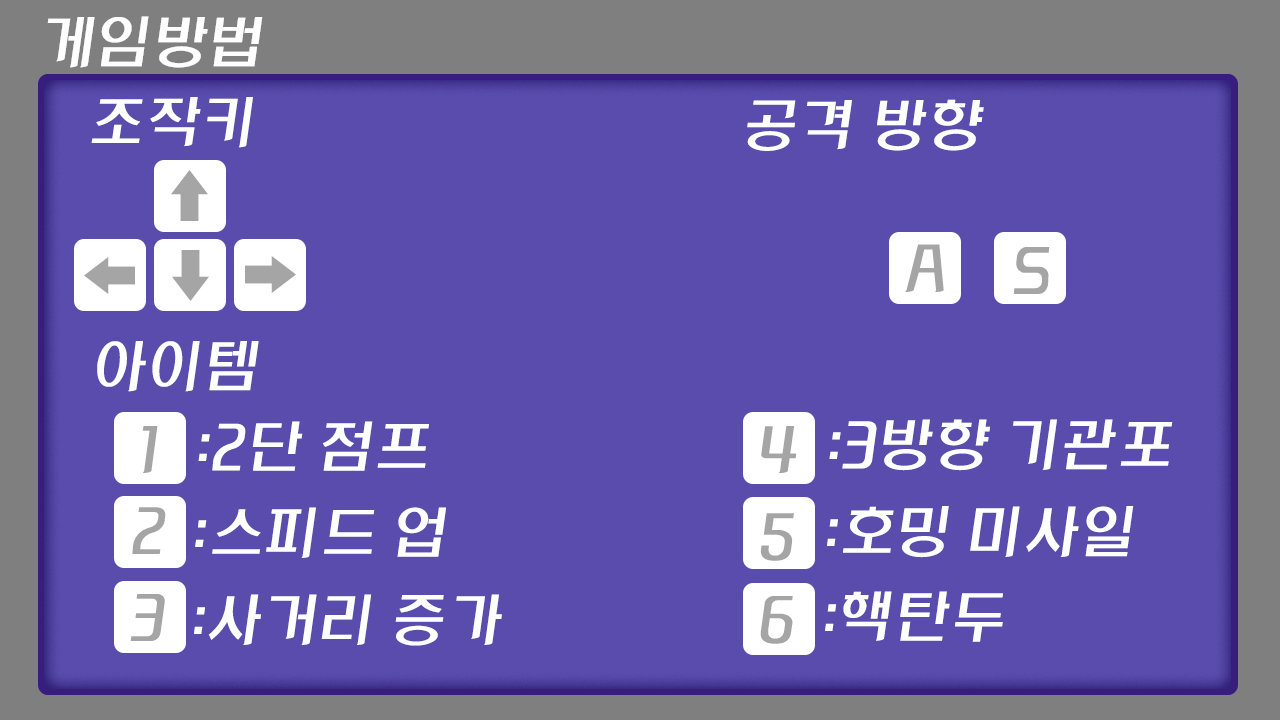 게임방법
조작키
공격 방향
A S
아이템
1 :2단 점프
2 :스피드 업
3 :사거리 증가
4 :3방향 기관포
5 :호밍 미사일
6 :핵탄두